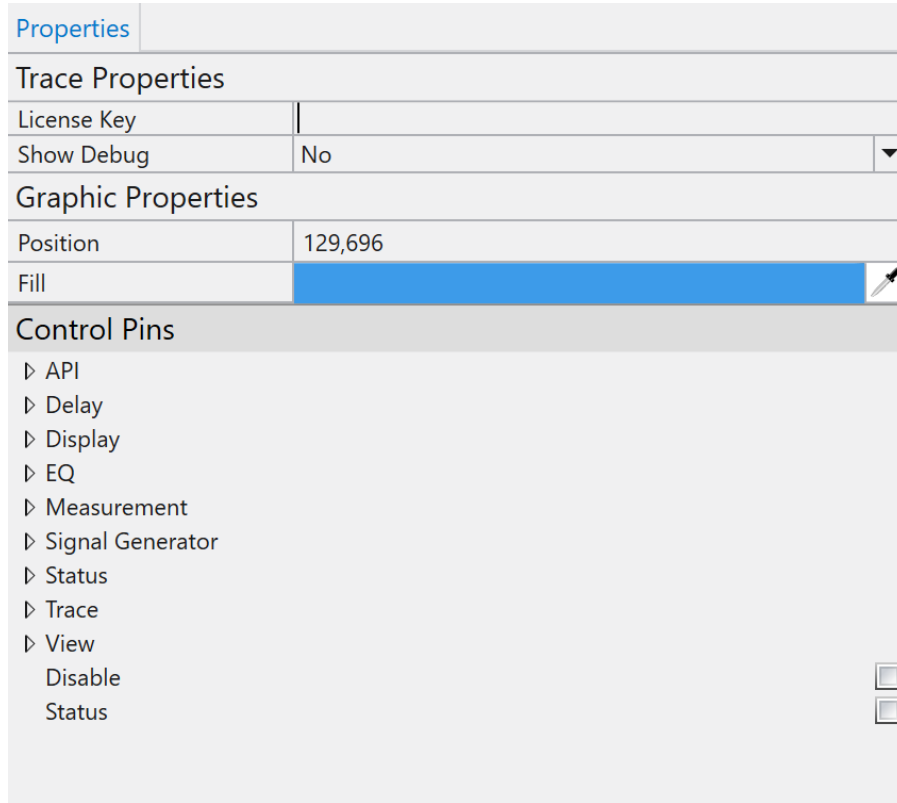 Properties
Trace Properties
License Key
Show Debug No
Graphic Properties
Position 129,696
Fill
Control Pins
API
Delay
Display
EQ
Measurement
Signal Generator
Status
Trace
View
Disable
Status